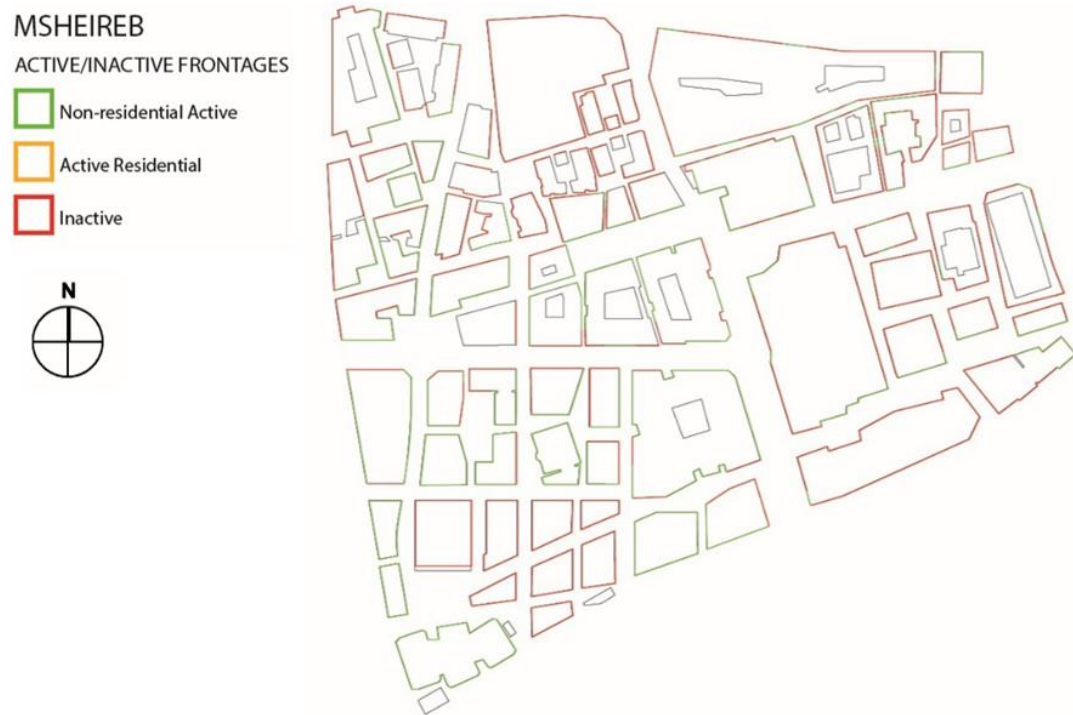 MSHEIREB
ACTIVE/INACTIVE FRONTAGES
Non-residential Active
Active Residential
Inactive
N